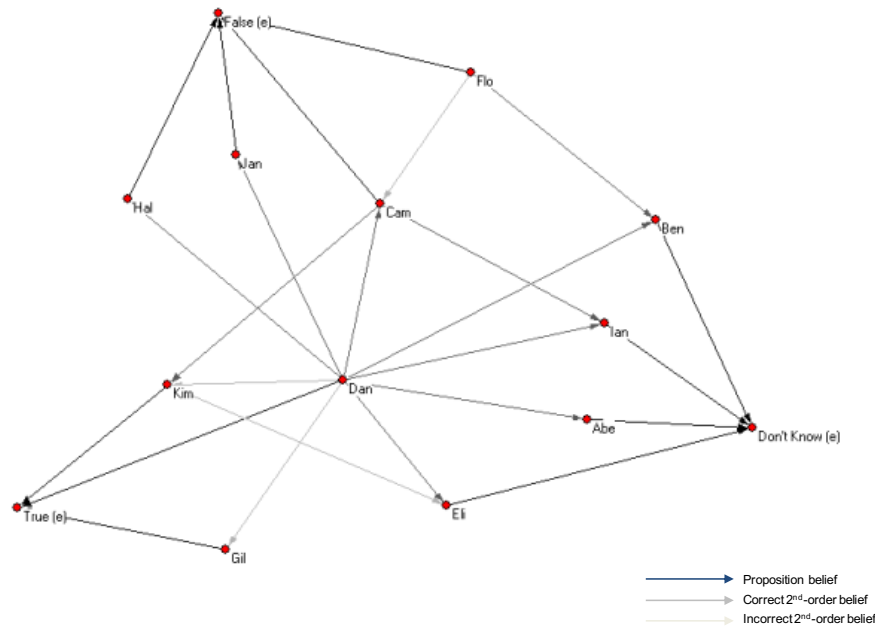 False (e)
Flo
Jan
Hal
Cam
Ben
Ian
Kim
Dan
Abe
Don't Know (e)
True (e)
Eli
Gil
Proposition belief
Correct 2nd-order belief
Incorrect 2nd-order belief